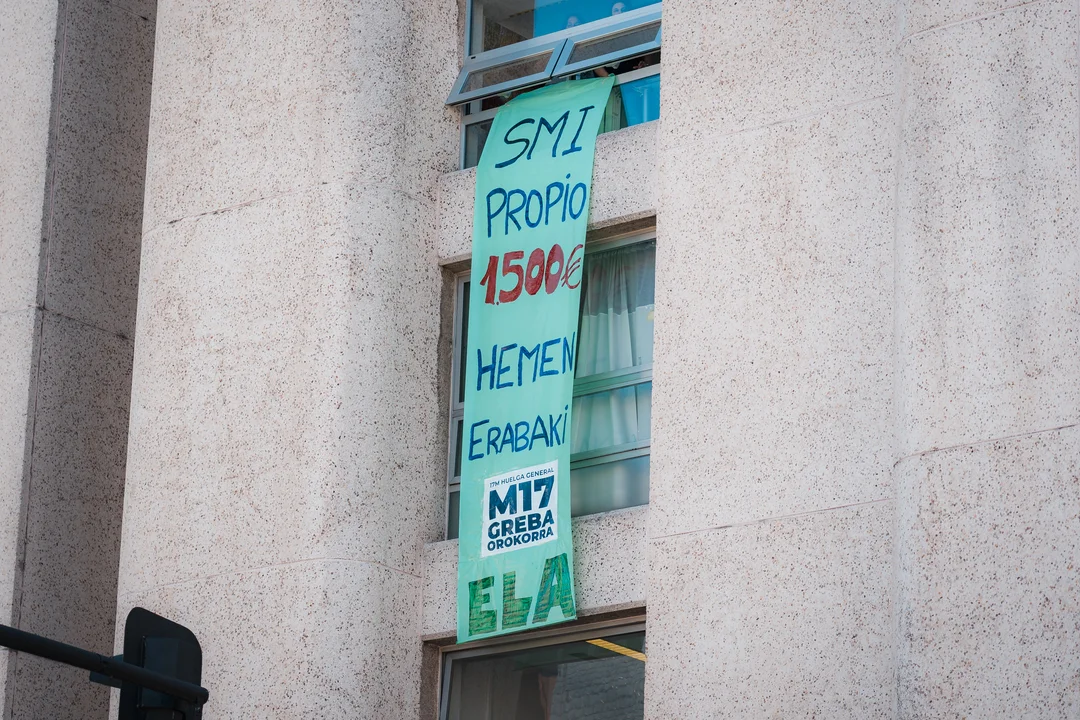 SMI
PROPIO
1.500€
HEMEN
ERABAKI
17M HUELGA GENERAL
M17
GREBA
OROKORRA
ELA